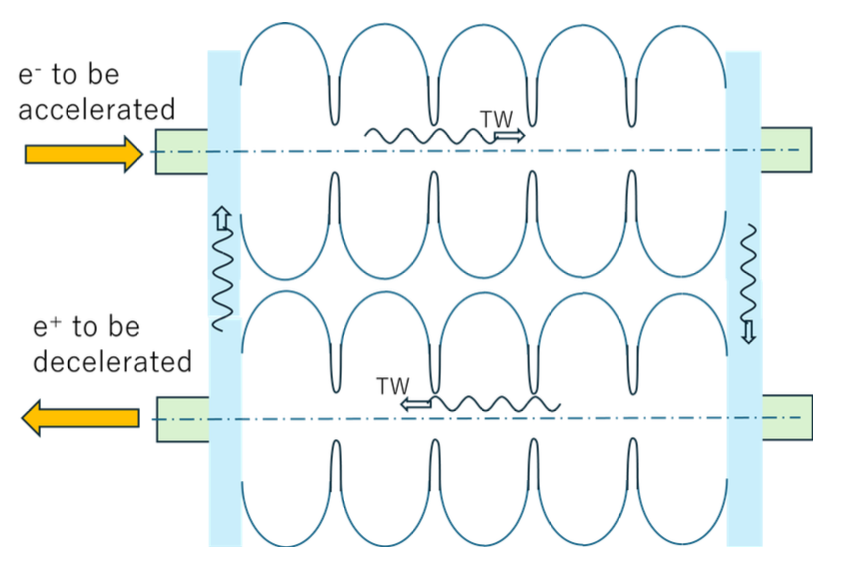 e⁻ to be
accelerated
TW
e⁺ to be
decelerated
TW